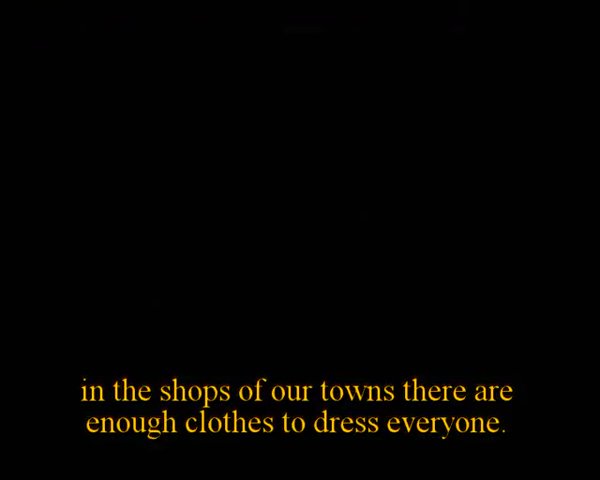 in the shops of our towns there are
enough clothes to dress everyone.